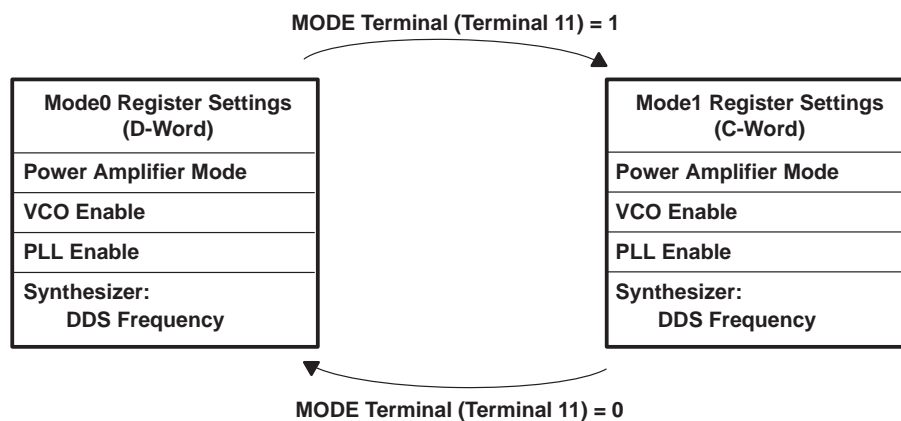 MODE Terminal (Terminal 11) = 1
Mode0 Register Settings
(D-Word)
Power Amplifier Mode
VCO Enable
PLL Enable
Synthesizer:
DDS Frequency
Mode1 Register Settings
(C-Word)
Power Amplifier Mode
VCO Enable
PLL Enable
Synthesizer:
DDS Frequency
MODE Terminal (Terminal 11) = 0